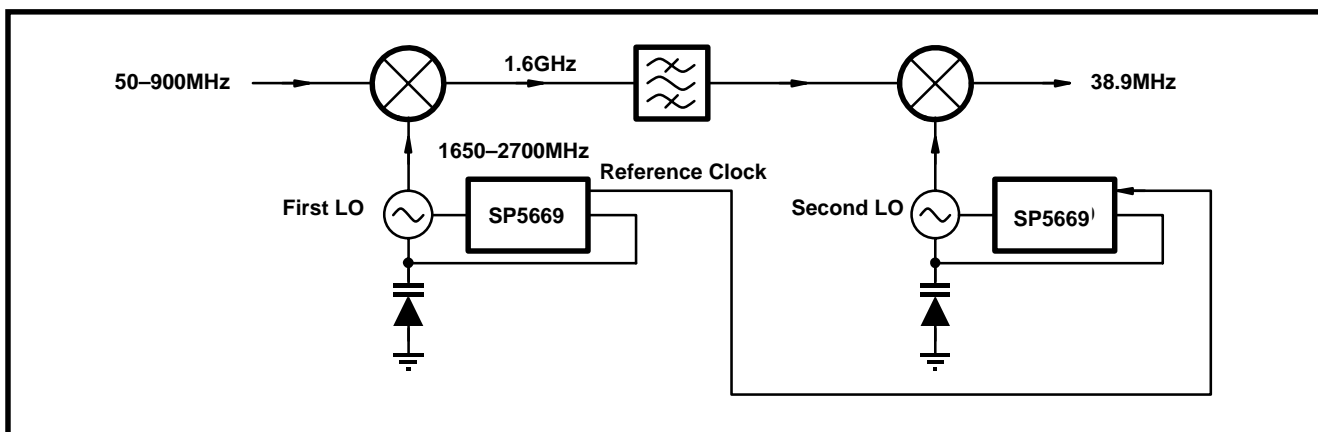 50–900MHz
1.6GHz
38.9MHz
1650–2700MHz
Reference Clock
First LO
SP5669
Second LO
SP5669)